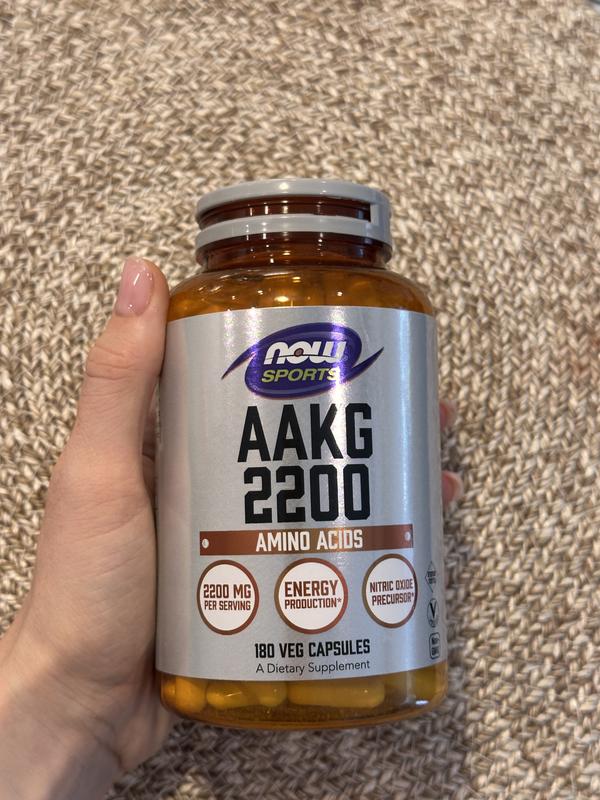 now
SPORTS
AAKG
2200
AMINO ACIDS
2200 MG
PER SERVING
ENERGY
PRODUCTION*
NITRIC OXIDE
PRECURSOR*
180 VEG CAPSULES
A Dietary Supplement